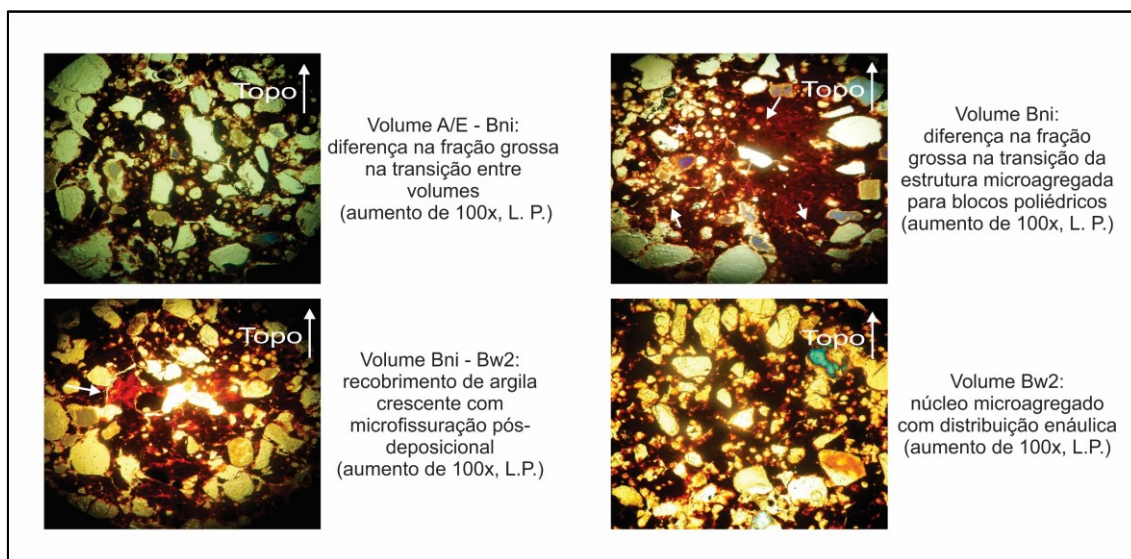 Topo
Volume A/E - Bni:
diferença na fração grossa
na transição entre
volumes
(aumento de 100x, L. P.)
Topo
Volume Bni:
diferença na fração
grossa na transição da
estrutura microagregada
para blocos poliédricos
(aumento de 100x, L. P.)
Topo
Volume Bni - Bw2:
recobrimento de argila
crescente com
microfissuração pós-
deposicional
(aumento de 100x, L.P.)
Topo
Volume Bw2:
núcleo microagregado
com distribuição enáulica
(aumento de 100x, L.P.)